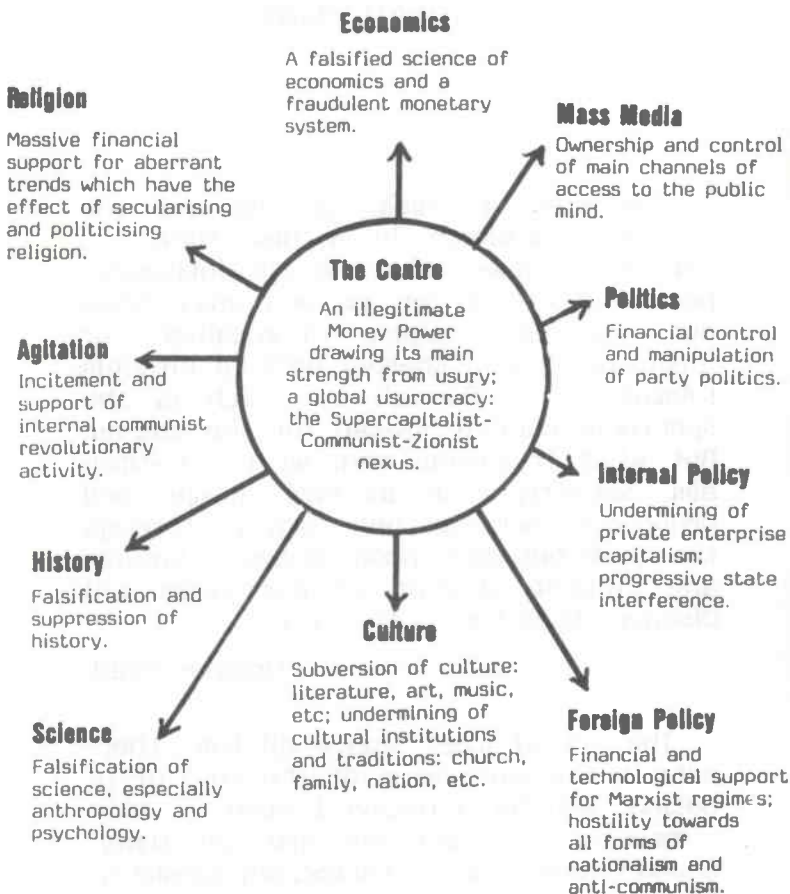 Economics
A falsified science of
economics and a
fraudulent monetary
system.
Religion
Massive financial
support for aberrant
trends which have the
effect of secularising
and politicising
religion.
Mass Media
Ownership and control
of main channels of
access to the public
mind.
The Centre
An illegitimate
Money Power
drawing its main
strength from usury;
a global usurocracy:
the Supercapitalist-
Communist-Zionist
nexus.
Politics
Financial control
and manipulation
of party politics.
Agitation
Incitement and
support of
internal communist
revolutionary
activity.
Internal Policy
Undermining of
private enterprise
capitalism;
progressive state
interference.
History
Falsification and
suppression of
history.
Culture
Subversion of culture:
literature, art, music,
etc; undermining of
cultural institutions
and traditions: church,
family, nation, etc.
Science
Falsification of
science, especially
anthropology and
psychology.
Foreign Policy
Financial and
technological support
for Marxist regimes;
hostility towards
all forms of
nationalism and
anti-communism.